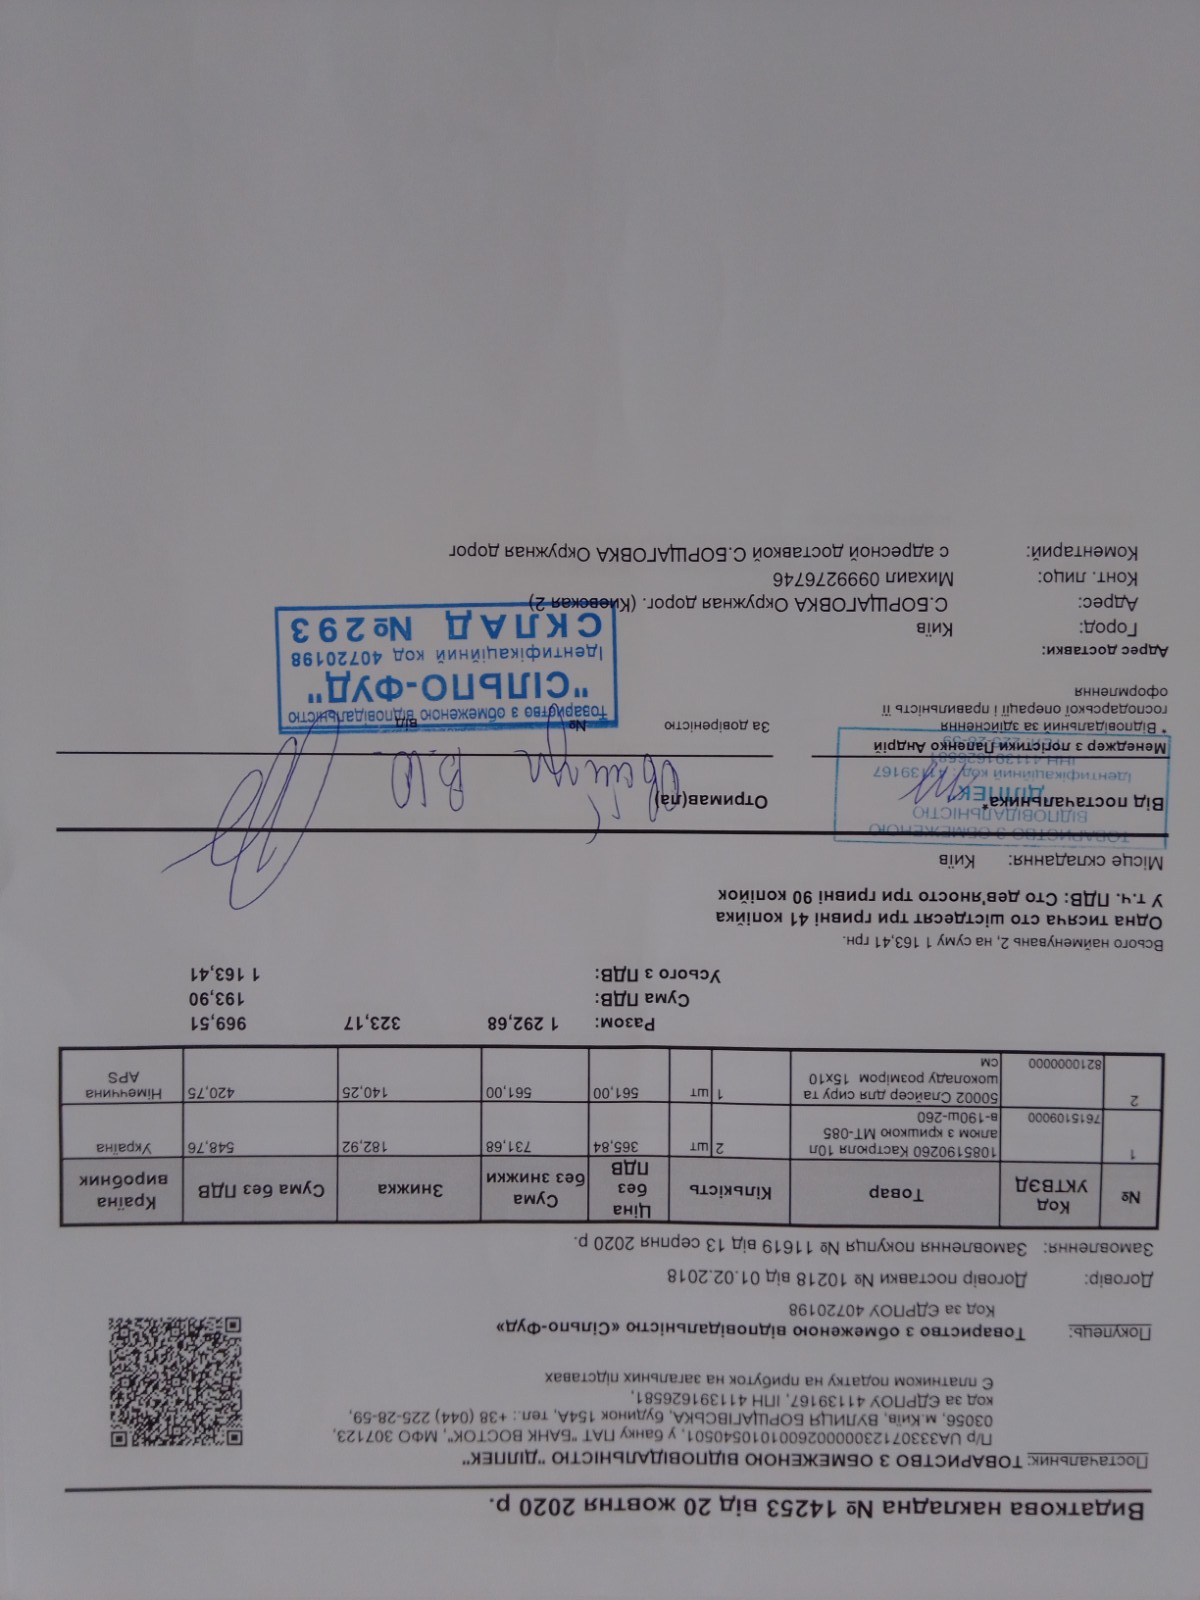 Видаткова накладна № 14253 від 20 жовтня 2020 р.
Постачальник: ТОВАРИСТВО З ОБМЕЖЕНОЮ ВІДПОВІДАЛЬНІСТЮ "ДІЛПЕК"
П/р UA333071230000026001010540501, у банку ПАТ "БАНК ВОСТОК", МФО 307123,
03056, м.Київ, ВУЛИЦЯ БОРЩАГІВСЬКА, будинок 154А, тел.: +38 (044) 225-28-59,
код за ЄДРПОУ 41139167, ІПН 411391626581,
Є платником податку на прибуток на загальних підставах
Покупець: Товариство з обмеженою відповідальністю «Сільпо-Фуд»
Код за ЄДРПОУ 40720198
Договір: Договір поставки № 10218 від 01.02.2018
Замовлення: Замовлення покупця № 11619 від 13 серпня 2020 р.
№ Код УКТВЭД Товар Кількість Ціна без ПДВ Сума без знижки Знижка Сума без ПДВ Країна виробник
1 7615109000 1085190260 Кастрюля 10л 2 шт 365,84 731,68 182,92 548,76 Україна
алюм з кришкою МТ-085
в-190ш-260
2 8210000000 50002 Слайсер для сиру та 1 шт 561,00 561,00 140,25 420,75 Німеччина
шоколаду розміром 15х10 APS
см
Разом: 1 292,68 323,17 969,51
Сума ПДВ: 193,90
Усього з ПДВ: 1 163,41
Всього найменувань 2, на суму 1 163,41 грн.
Одна тисяча сто шістдесят три гривні 41 копійка
У т.ч. ПДВ: Сто дев'яносто три гривні 90 копійок
Місце складання: Київ
ТОВАРИСТВО З ОБМЕЖЕНОЮ
ВІДПОВІДАЛЬНІСТЮ
ДІЛПЕК
ідентифікаційний код: 41139167
ІПН 411391626581
тел. 225-28-59
Від постачальника* Отримав(ла)
Менеджер з логістики Папенко Андрій
* Відповідальний за здійснення За довіреністю № від
господарської операції і правильність її
оформлення
Товариство з обмеженою відповідальністю
"СІЛЬПО-ФУД"
Ідентифікаційний код 40720198
СКЛАД №293
Адрес доставки:
Город: Київ
Адрес: С.БОРЩАГОВКА Окружная дорог. (Киевская 2)
Конт. лицо: Михаил 0999276746
Коментарий: с адресной доставкой С.БОРЩАГОВКА Окружная дорог